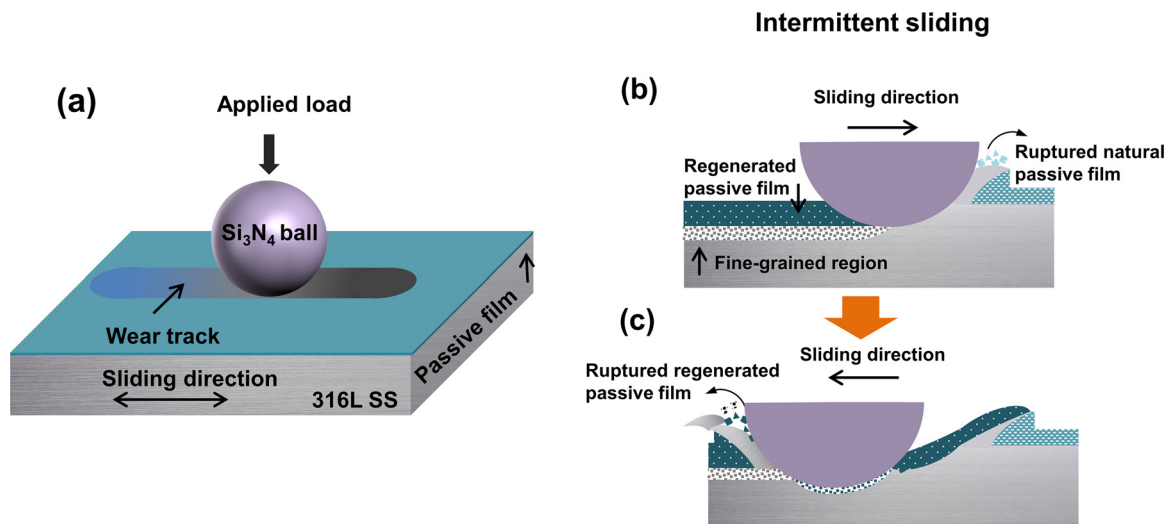 Intermittent sliding
(a)
Applied load
Si₃N₄ ball
Wear track
Sliding direction
316L SS
Passive film
(b)
Sliding direction
Regenerated
passive film
Ruptured natural
passive film
Fine-grained region
(c)
Sliding direction
Ruptured regenerated
passive film